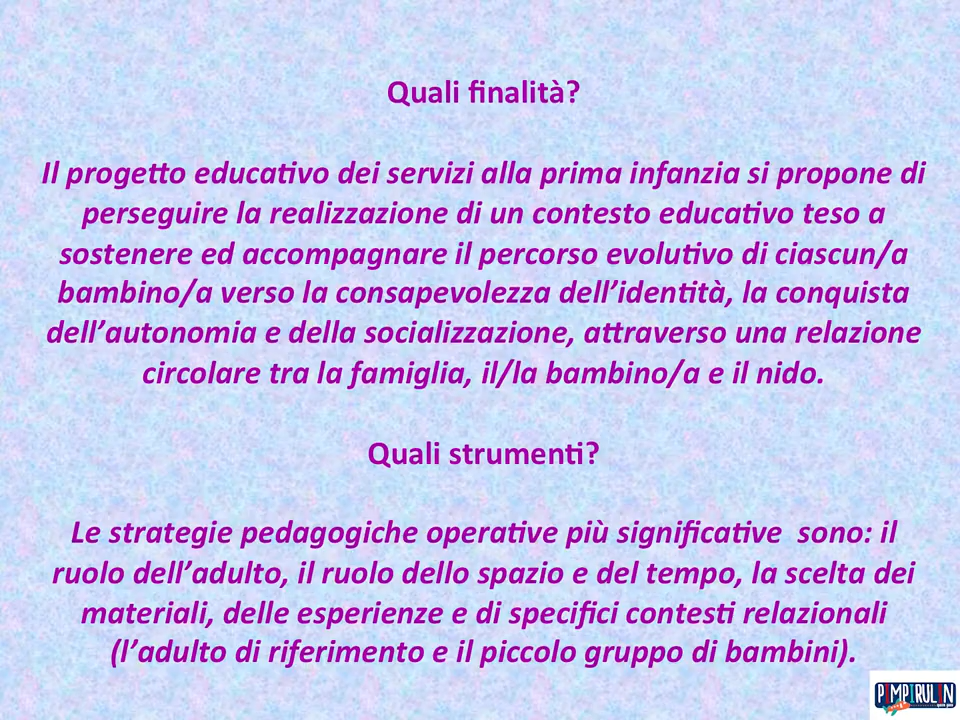 Quali finalità?
Il progetto educativo dei servizi alla prima infanzia si propone di
perseguire la realizzazione di un contesto educativo teso a
sostenere ed accompagnare il percorso evolutivo di ciascun/a
bambino/a verso la consapevolezza dell’identità, la conquista
dell’autonomia e della socializzazione, attraverso una relazione
circolare tra la famiglia, il/la bambino/a e il nido.
Quali strumenti?
Le strategie pedagogiche operative più significative sono: il
ruolo dell’adulto, il ruolo dello spazio e del tempo, la scelta dei
materiali, delle esperienze e di specifici contesti relazionali
(l’adulto di riferimento e il piccolo gruppo di bambini).
PIMPIRULIN